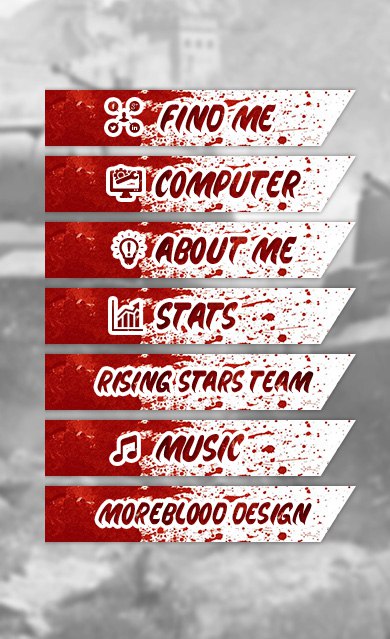 FIND ME
COMPUTER
ABOUT ME
STATS
RISING STARS TEAM
MUSIC
MOREBLOOD DESIGN